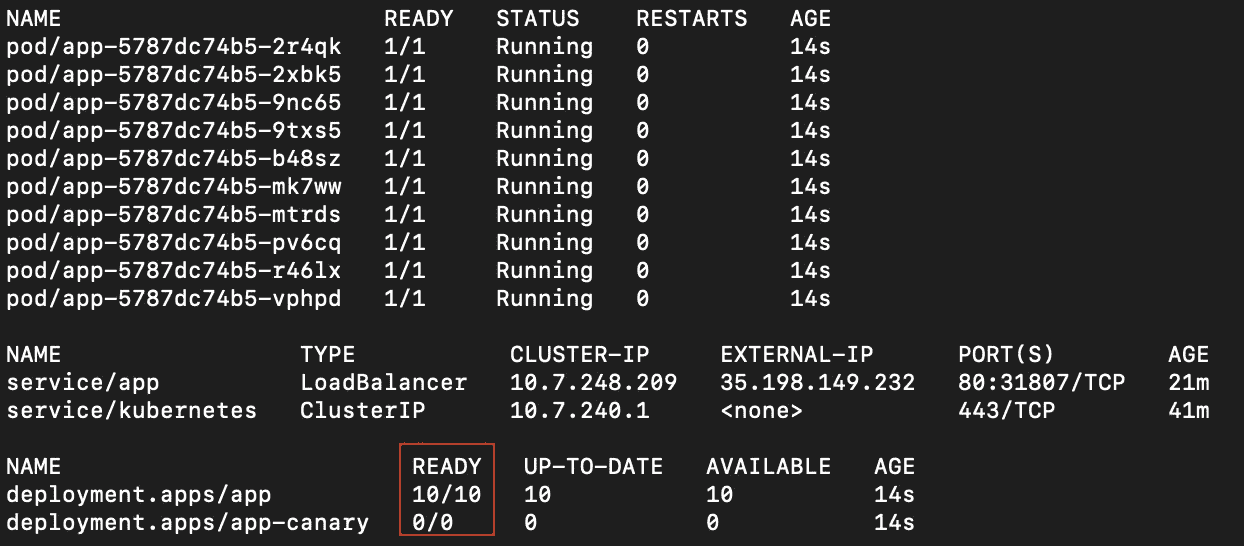 NAME READY STATUS RESTARTS AGE
pod/app-5787dc74b5-2r4qk 1/1 Running 0 14s
pod/app-5787dc74b5-2xbk5 1/1 Running 0 14s
pod/app-5787dc74b5-9nc65 1/1 Running 0 14s
pod/app-5787dc74b5-9txs5 1/1 Running 0 14s
pod/app-5787dc74b5-b48sz 1/1 Running 0 14s
pod/app-5787dc74b5-mk7ww 1/1 Running 0 14s
pod/app-5787dc74b5-mtrds 1/1 Running 0 14s
pod/app-5787dc74b5-pv6cq 1/1 Running 0 14s
pod/app-5787dc74b5-r46lx 1/1 Running 0 14s
pod/app-5787dc74b5-vphpd 1/1 Running 0 14s
NAME TYPE CLUSTER-IP EXTERNAL-IP PORT(S) AGE
service/app LoadBalancer 10.7.248.209 35.198.149.232 80:31807/TCP 21m
service/kubernetes ClusterIP 10.7.240.1 <none> 443/TCP 41m
NAME READY UP-TO-DATE AVAILABLE AGE
deployment.apps/app 10/10 10 10 14s
deployment.apps/app-canary 0/0 0 0 14s